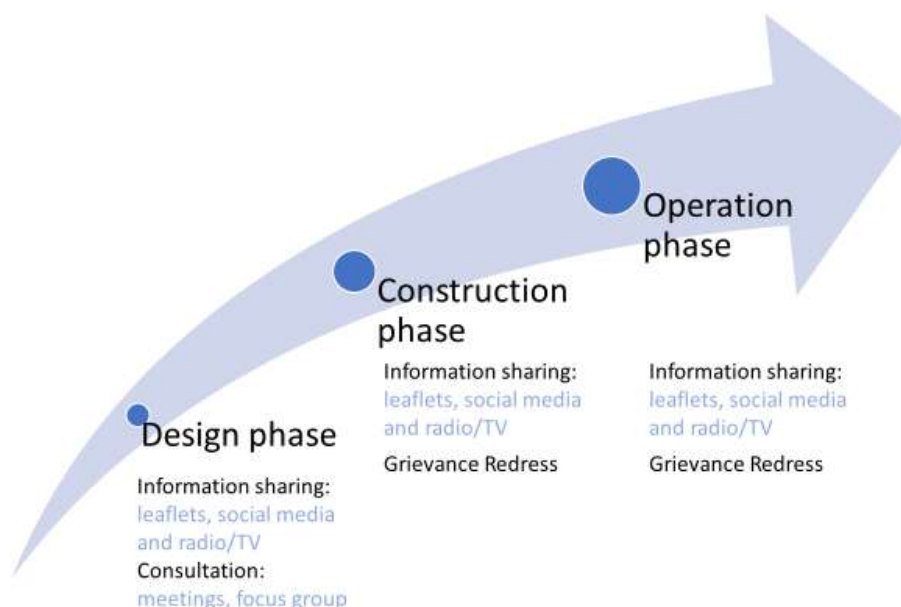 Operation
phase
Construction
phase
Information sharing:
leaflets, social media
and radio/TV
Grievance Redress
Information sharing:
leaflets, social media
and radio/TV
Grievance Redress
Design phase
Information sharing:
leaflets, social media
and radio/TV
Consultation:
meetings, focus group